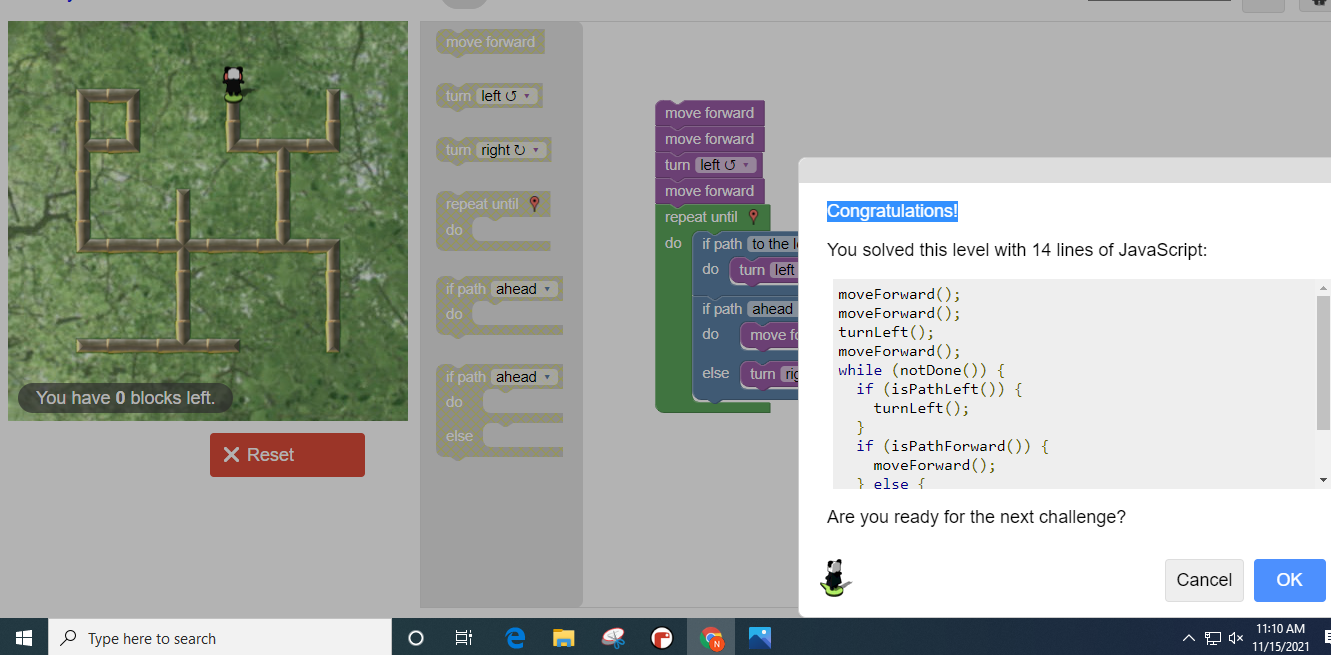 You have 0 blocks left.
Reset
move forward
turn left ↺ ▾
turn right ↻ ▾
repeat until
do
if path ahead ▾
do
if path ahead ▾
do
else
move forward
move forward
turn left ↺ ▾
move forward
repeat until
do
if path to the l
do turn left
if path ahead
do move fo
else turn rig
Congratulations!
You solved this level with 14 lines of JavaScript:
moveForward();
moveForward();
turnLeft();
moveForward();
while (notDone()) {
if (isPathLeft()) {
turnLeft();
}
if (isPathForward()) {
moveForward();
} else {
Are you ready for the next challenge?
Cancel
OK
Type here to search
N
11:10 AM
11/15/2021